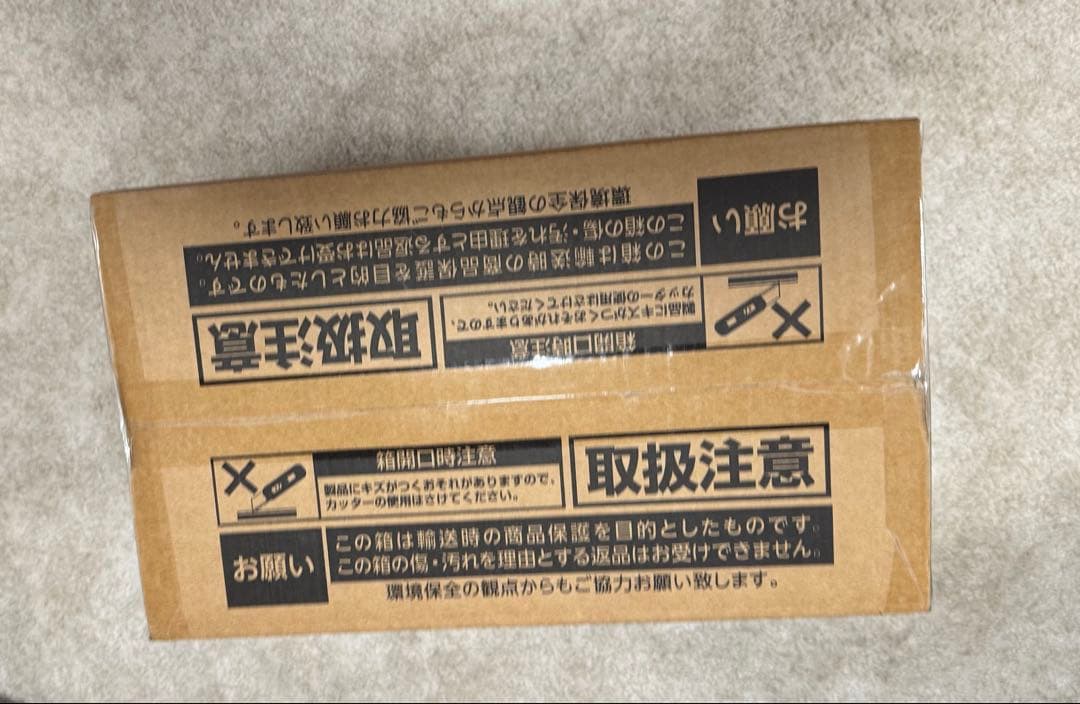 環境保全の観点からもご協力お願い致します。
この箱の傷・汚れを理由とする返品はお受けできません。
この箱は輸送時の商品保護を目的としたものです。
お願い
カッターの使用はさけてください。
製品にキズがつくおそれがありますので、
箱開口時注意
取扱注意
箱開口時注意
製品にキズがつくおそれがありますので、
カッターの使用はさけてください。
取扱注意
お願い
この箱は輸送時の商品保護を目的としたものです。
この箱の傷・汚れを理由とする返品はお受けできません。
環境保全の観点からもご協力お願い致します。